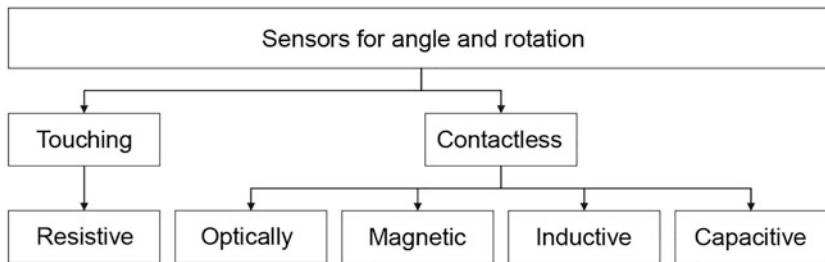 Sensors for angle and rotation
Touching
Contactless
Resistive
Optically
Magnetic
Inductive
Capacitive